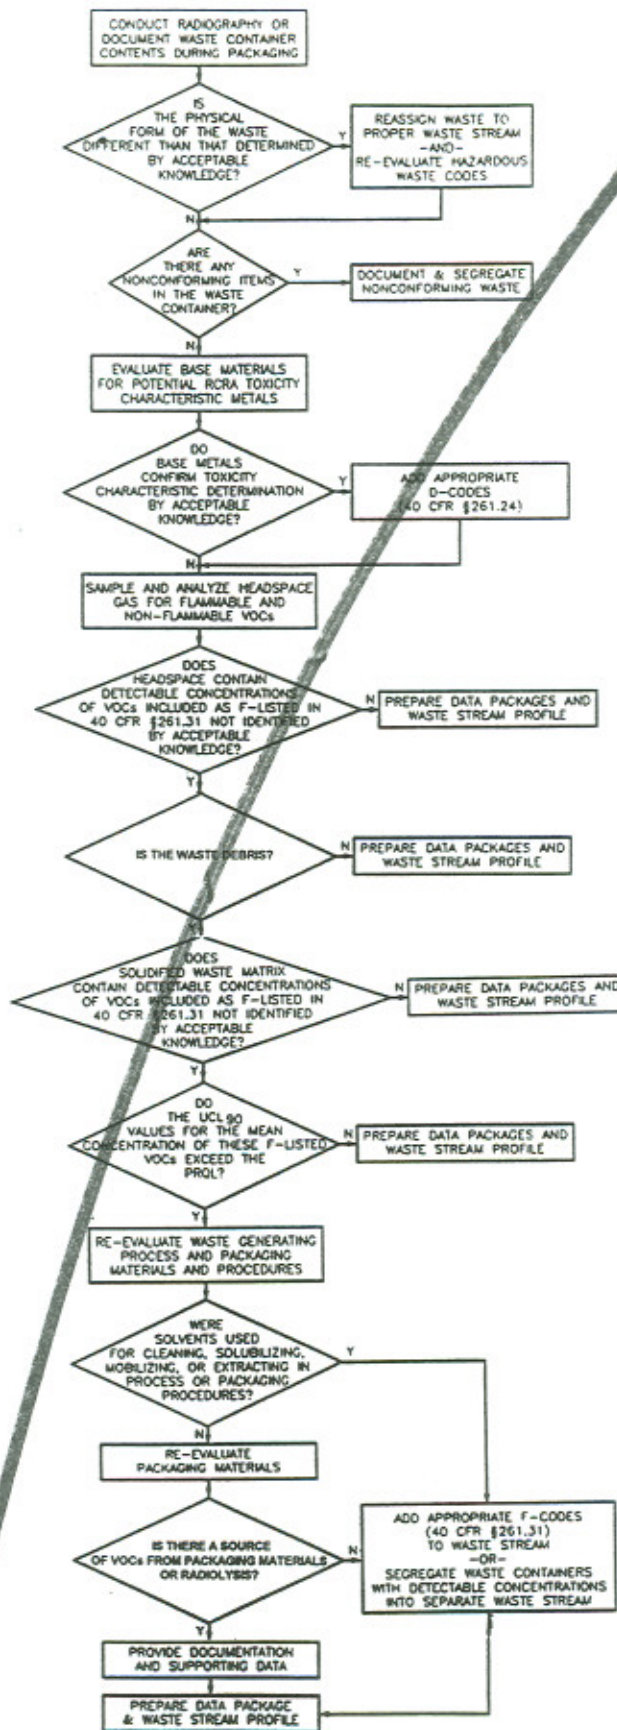 CONDUCT RADIOGRAPHY OR
DOCUMENT WASTE CONTAINER
CONTENTS DURING PACKAGING
IS
THE PHYSICAL
FORM OF THE WASTE
DIFFERENT THAN THAT DETERMINED
BY ACCEPTABLE
KNOWLEDGE?
Y
REASSIGN WASTE TO
PROPER WASTE STREAM
-AND-
RE-EVALUATE HAZARDOUS
WASTE CODES
N
ARE
THERE ANY
NONCONFORMING ITEMS
IN THE WASTE
CONTAINER?
Y
DOCUMENT & SEGREGATE
NONCONFORMING WASTE
N
EVALUATE BASE MATERIALS
FOR POTENTIAL RCRA TOXICITY
CHARACTERISTIC METALS
DO
BASE METALS
CONFIRM TOXICITY
CHARACTERISTIC DETERMINATION
BY ACCEPTABLE
KNOWLEDGE?
Y
ADD APPROPRIATE
D-CODES
(40 CFR §261.24)
N
SAMPLE AND ANALYZE HEADSPACE
GAS FOR FLAMMABLE AND
NON-FLAMMABLE VOCs
DOES
HEADSPACE CONTAIN
DETECTABLE CONCENTRATIONS
OF VOCs INCLUDED AS F-LISTED IN
40 CFR §261.31 NOT IDENTIFIED
BY ACCEPTABLE
KNOWLEDGE?
N
PREPARE DATA PACKAGES AND
WASTE STREAM PROFILE
Y
IS THE WASTE DEBRIS?
N
PREPARE DATA PACKAGES AND
WASTE STREAM PROFILE
DOES
SOLIDIFIED WASTE MATRIX
CONTAIN DETECTABLE CONCENTRATIONS
OF VOCs INCLUDED AS F-LISTED IN
40 CFR §261.31 NOT IDENTIFIED
BY ACCEPTABLE
KNOWLEDGE?
N
PREPARE DATA PACKAGES AND
WASTE STREAM PROFILE
Y
DO
THE UCL90
VALUES FOR THE MEAN
CONCENTRATION OF THESE F-LISTED
VOCs EXCEED THE
PRQL?
N
PREPARE DATA PACKAGES AND
WASTE STREAM PROFILE
Y
RE-EVALUATE WASTE GENERATING
PROCESS AND PACKAGING
MATERIALS AND PROCEDURES
WERE
SOLVENTS USED
FOR CLEANING, SOLUBILIZING,
MOBILIZING, OR EXTRACTING IN
PROCESS OR PACKAGING
PROCEDURES?
Y
N
RE-EVALUATE
PACKAGING MATERIALS
IS THERE A SOURCE
OF VOCs FROM PACKAGING MATERIALS
OR RADIOLYSIS?
N
ADD APPROPRIATE F-CODES
(40 CFR §261.31)
TO WASTE STREAM
-OR-
SEGREGATE WASTE CONTAINERS
WITH DETECTABLE CONCENTRATIONS
INTO SEPARATE WASTE STREAM
Y
PROVIDE DOCUMENTATION
AND SUPPORTING DATA
PREPARE DATA PACKAGE
& WASTE STREAM PROFILE